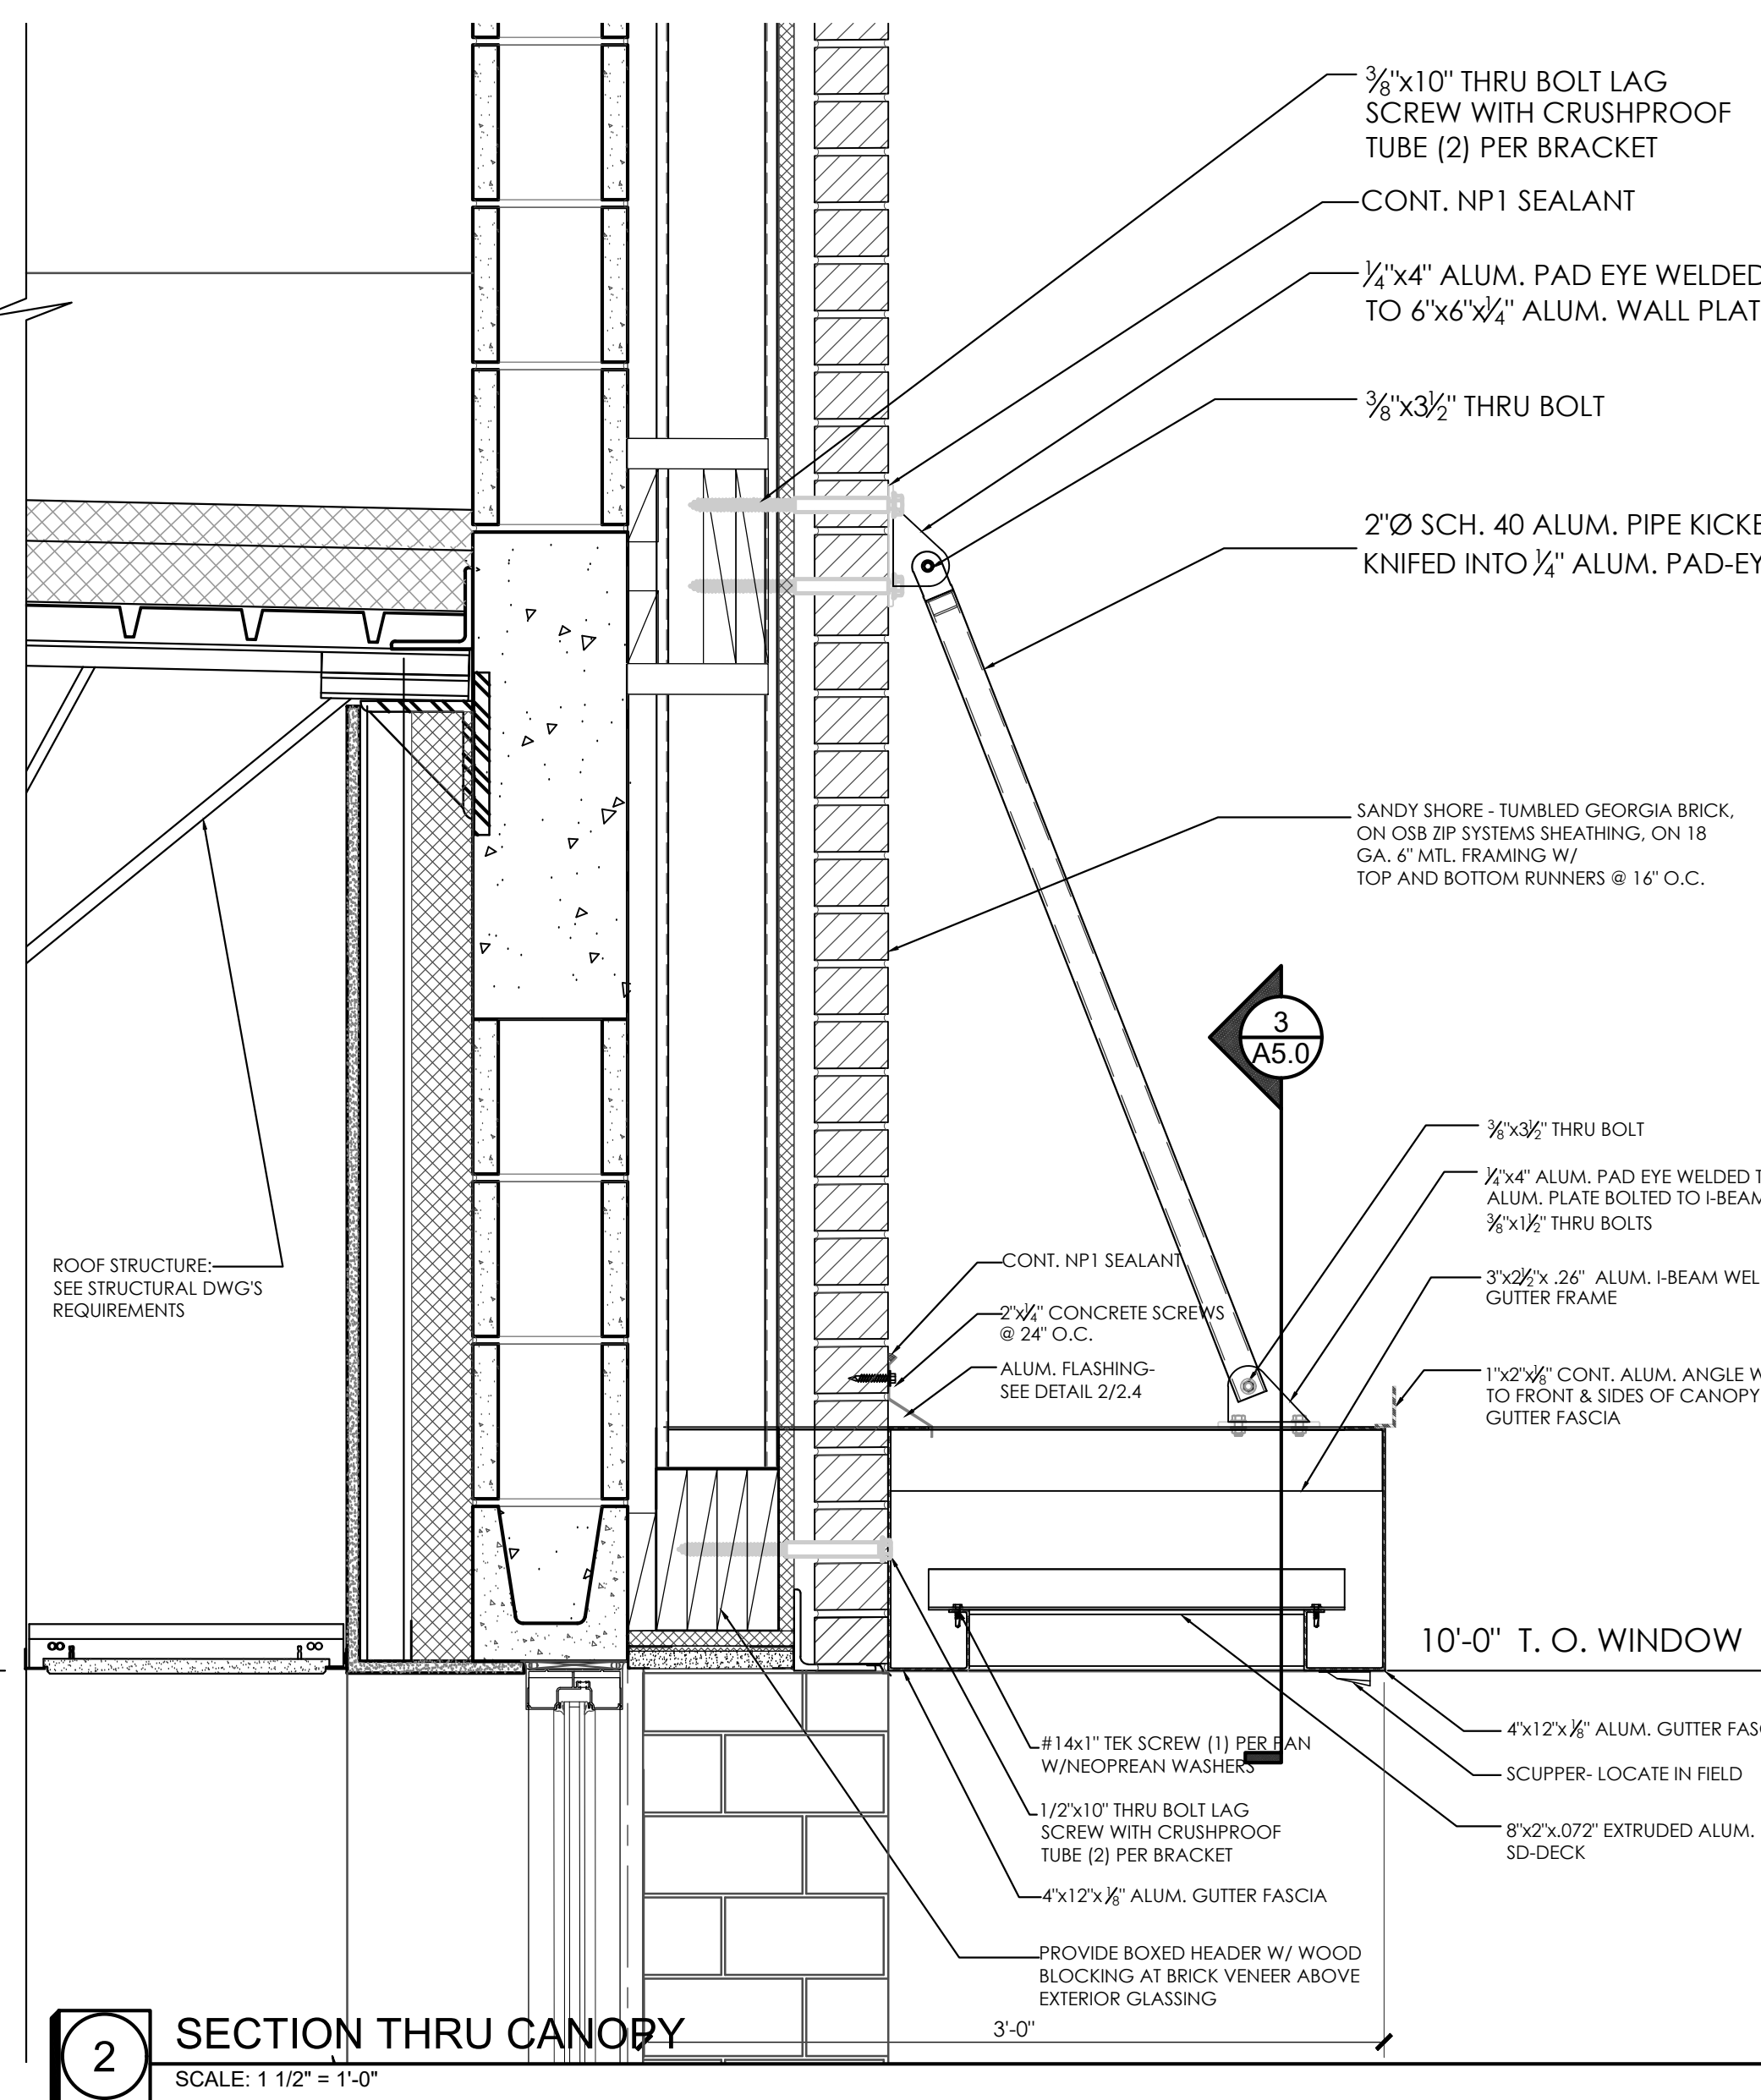 3/8"x10" THRU BOLT LAG
SCREW WITH CRUSHPROOF
TUBE (2) PER BRACKET
CONT. NP1 SEALANT
1/4"x4" ALUM. PAD EYE WELDED
TO 6"x6"x1/4" ALUM. WALL PLAT
3/8"x3 1/2" THRU BOLT
2"Ø SCH. 40 ALUM. PIPE KICKE
KNIFED INTO 1/4" ALUM. PAD-EY
SANDY SHORE - TUMBLED GEORGIA BRICK,
ON OSB ZIP SYSTEMS SHEATHING, ON 18
GA. 6" MTL. FRAMING W/
TOP AND BOTTOM RUNNERS @ 16" O.C.
3
A5.0
3/8"x3 1/2" THRU BOLT
1/4"x4" ALUM. PAD EYE WELDED T
ALUM. PLATE BOLTED TO I-BEAM
3/8"x1 1/2" THRU BOLTS
3"x2 1/2"x .26" ALUM. I-BEAM WEL
GUTTER FRAME
1"x2"x1/8" CONT. ALUM. ANGLE W
TO FRONT & SIDES OF CANOPY
GUTTER FASCIA
ROOF STRUCTURE:
SEE STRUCTURAL DWG'S
REQUIREMENTS
CONT. NP1 SEALANT
2"x1/4" CONCRETE SCREWS
@ 24" O.C.
ALUM. FLASHING-
SEE DETAIL 2/2.4
10'-0" T. O. WINDOW
4"x12"x1/8" ALUM. GUTTER FASC
SCUPPER- LOCATE IN FIELD
8"x2"x.072" EXTRUDED ALUM.
SD-DECK
#14x1" TEK SCREW (1) PER PAN
W/NEOPREAN WASHERS
1/2"x10" THRU BOLT LAG
SCREW WITH CRUSHPROOF
TUBE (2) PER BRACKET
4"x12"x1/8" ALUM. GUTTER FASCIA
PROVIDE BOXED HEADER W/ WOOD
BLOCKING AT BRICK VENEER ABOVE
EXTERIOR GLASSING
3'-0"
2
SECTION THRU CANOPY
SCALE: 1 1/2" = 1'-0"